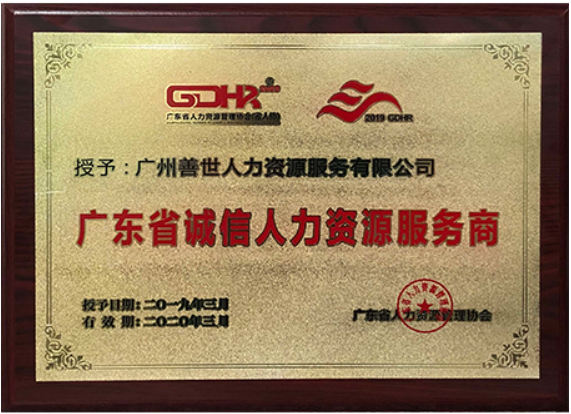 GDHR
广东省人力资源管理协会
2019 GDHR
授予：广州善世人力资源服务有限公司
广东省诚信人力资源服务商
授予日期：二〇一九年三月
有 效 期：二〇二〇年三月
广东省人力资源管理协会